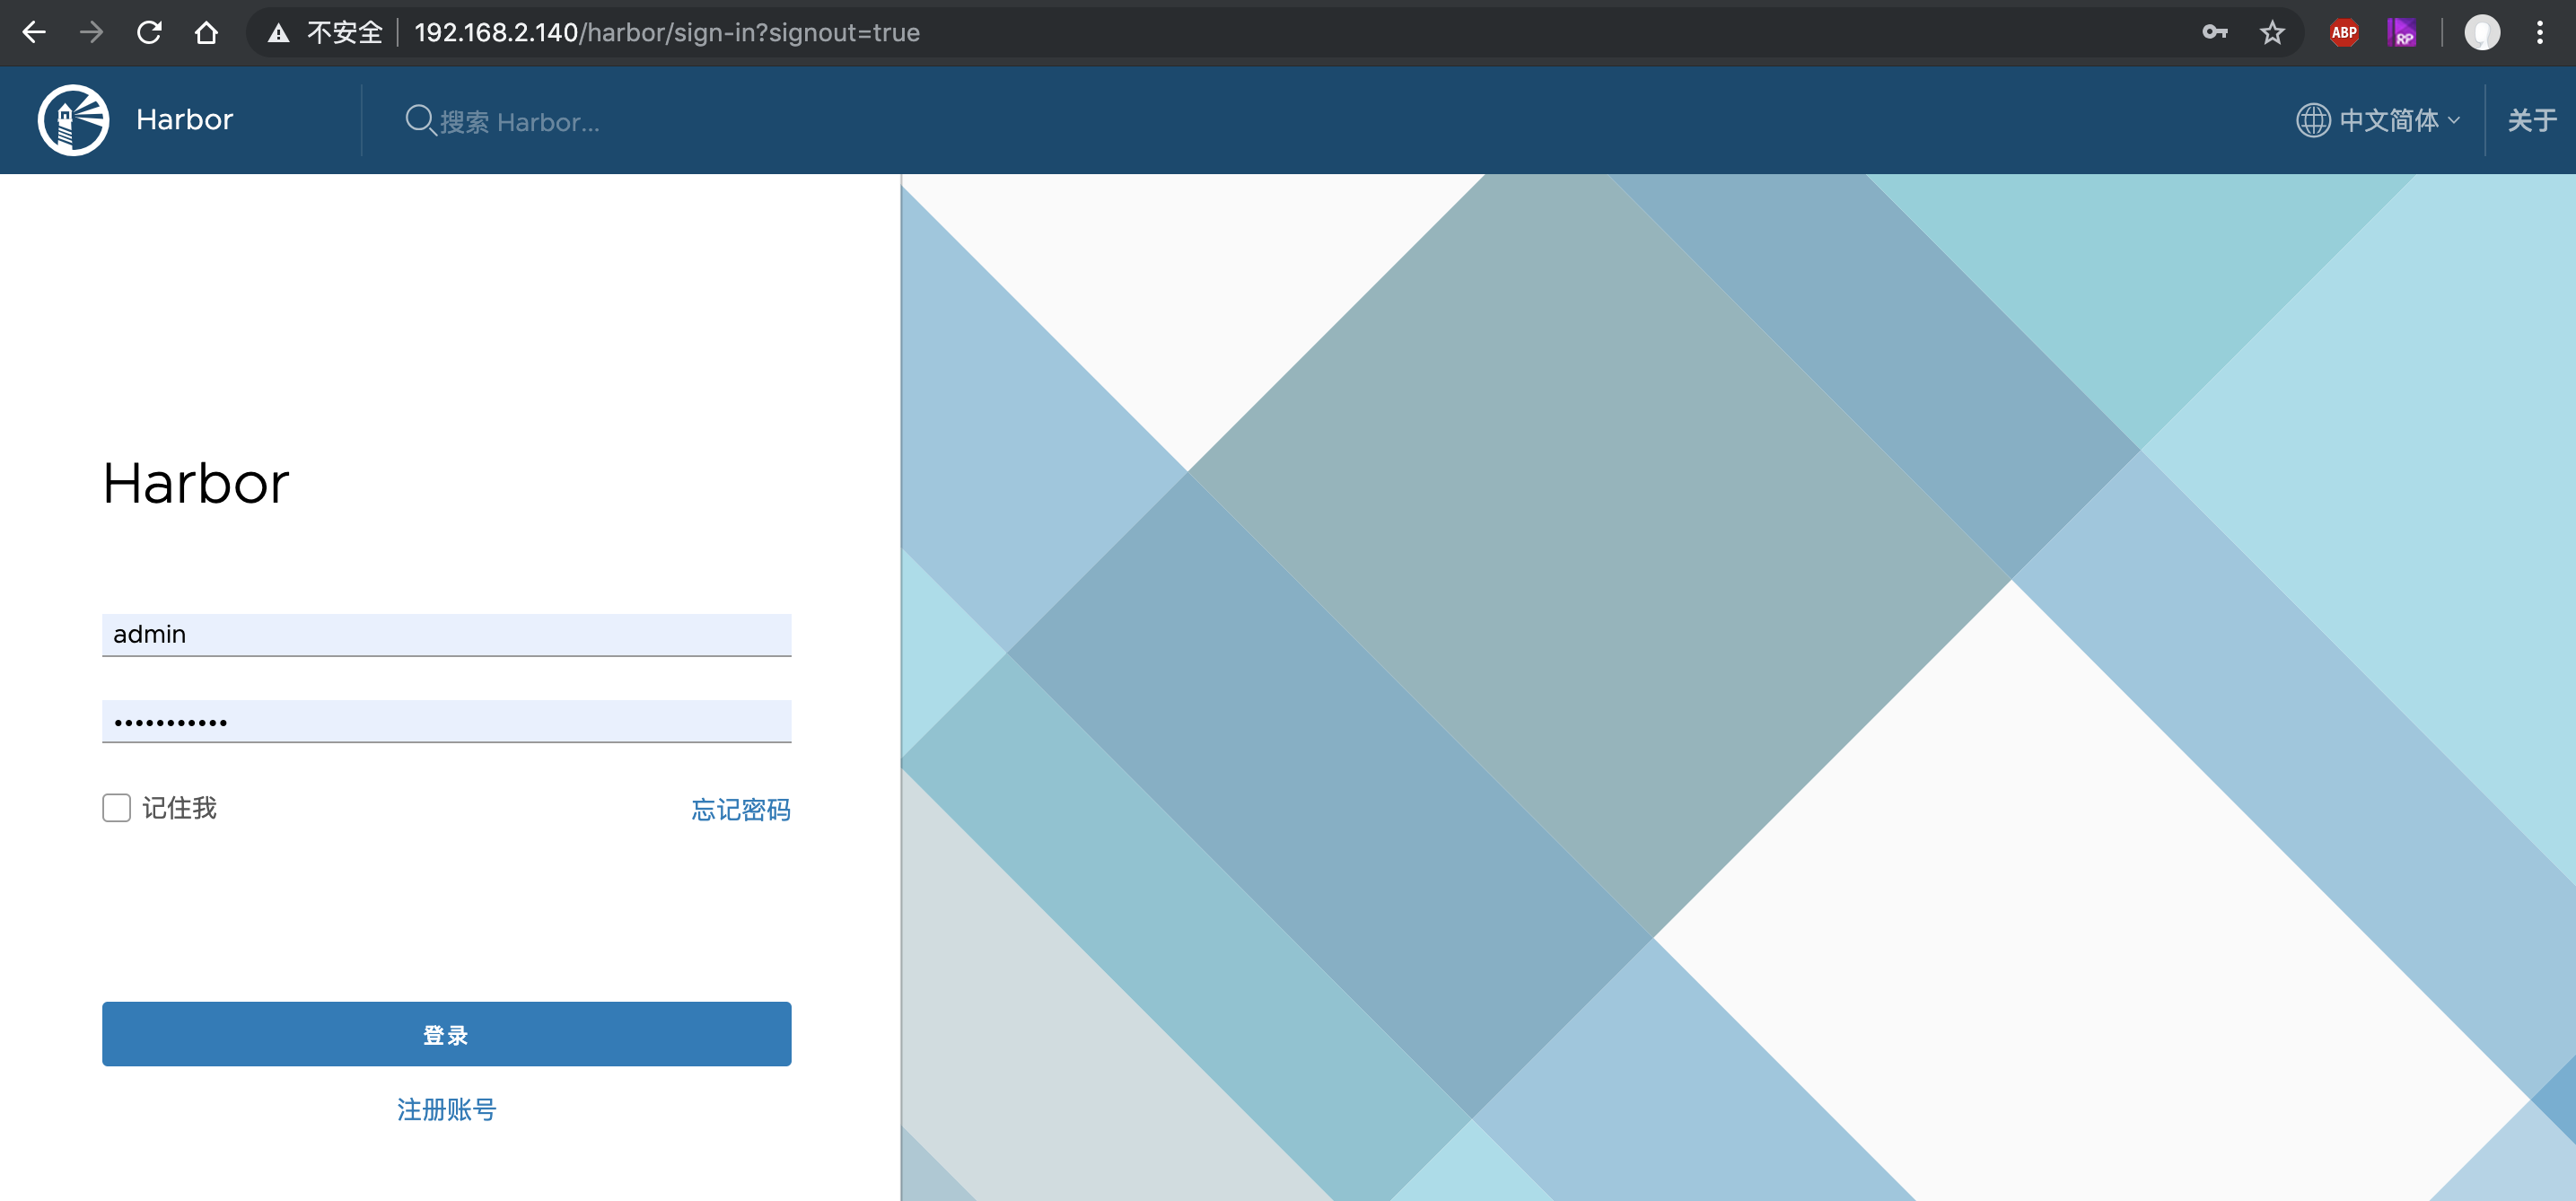 不安全 192.168.2.140/harbor/sign-in?signout=true
ABP
RP
Harbor
搜索 Harbor...
中文简体
关于
Harbor
admin
•••••••••••
记住我
忘记密码
登录
注册账号